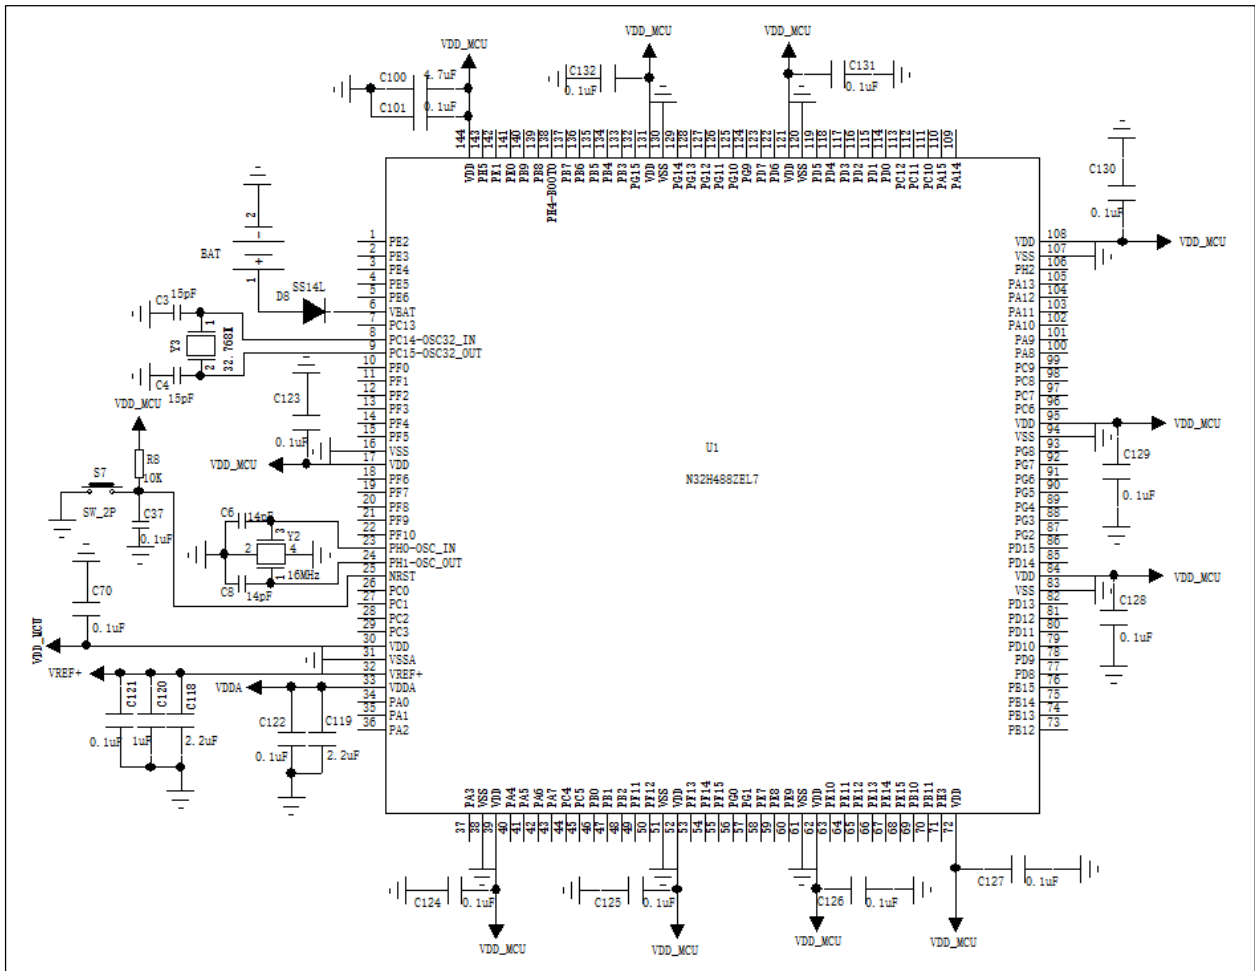 VDD_MCU
VDD_MCU
VDD_MCU
C100
4.7uF
C101
0.1uF
C132
0.1uF
C131
0.1uF
C130
0.1uF
144 143 142 141 140 139 138 137 136 135 134 133 132 131 130 129 128 127 126 125 124 123 122 121 120 119 118 117 116 115 114 113 112 111 110 109
VDD PH5 PE1 PE0 PB9 PB8 PH4-BOOT0 PB7 PB6 PB5 PB4 PB3 PG15 VDD VSS PG14 PG13 PG12 PG11 PG10 PG9 PD7 PD6 VDD VSS PD5 PD4 PD3 PD2 PD1 PD0 PC12 PC11 PC10 PA15 PA14
2
-
BAT
+
1
D8
SS14L
C3
15pF
1
Y3
2
32.768K
C4
15pF
VDD_MCU
R8
10K
S7
SW_2P
C37
0.1uF
C123
0.1uF
VDD_MCU
C6
14pF
3
Y2
2
4
1
16MHz
C8
14pF
C70
0.1uF
VDD_MCU
VREF+
C121
C120
C118
0.1uF
1uF
2.2uF
VDDA
C122
0.1uF
C119
2.2uF
1 PE2
2 PE3
3 PE4
4 PE5
5 PE6
6 VBAT
7 PC13
8 PC14-OSC32_IN
9 PC15-OSC32_OUT
10 PF0
11 PF1
12 PF2
13 PF3
14 PF4
15 PF5
16 VSS
17 VDD
18 PF6
19 PF7
20 PF8
21 PF9
22 PF10
23 PH0-OSC_IN
24 PH1-OSC_OUT
25 NRST
26 PC0
27 PC1
28 PC2
29 PC3
30 VDD
31 VSSA
32 VREF+
33 VDDA
34 PA0
35 PA1
36 PA2
U1
N32H488ZEL7
VDD 108
VSS 107
PH2 106
PA13 105
PA12 104
PA11 103
PA10 102
PA9 101
PA8 100
PC9 99
PC8 98
PC7 97
PC6 96
VDD 95
VSS 94
PG8 93
PG7 92
PG6 91
PG5 90
PG4 89
PG3 88
PG2 87
PD15 86
PD14 85
VDD 84
VSS 83
PD13 82
PD12 81
PD11 80
PD10 79
PD9 78
PD8 77
PB15 76
PB14 75
PB13 74
PB12 73
VDD_MCU
VDD_MCU
C129
0.1uF
VDD_MCU
C128
0.1uF
PA3 VSS VDD PA4 PA5 PA6 PA7 PC4 PC5 PB0 PB1 PB2 PF11 PF12 VSS VDD PF13 PF14 PF15 PG0 PG1 PE7 PE8 PE9 VSS VDD PE10 PE11 PE12 PE13 PE14 PE15 PB10 PB11 PH3 VDD
37 38 39 40 41 42 43 44 45 46 47 48 49 50 51 52 53 54 55 56 57 58 59 60 61 62 63 64 65 66 67 68 69 70 71 72
C124
0.1uF
C125
0.1uF
C126
0.1uF
C127
0.1uF
VDD_MCU
VDD_MCU
VDD_MCU
VDD_MCU